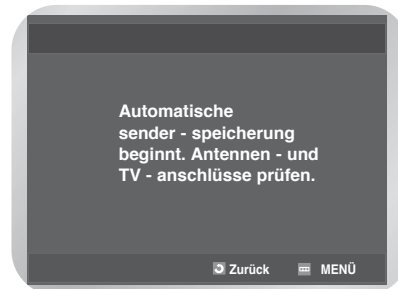 Automatische
sender - speicherung
beginnt. Antennen - und
TV - anschlüsse prüfen.
Zurück MENÜ